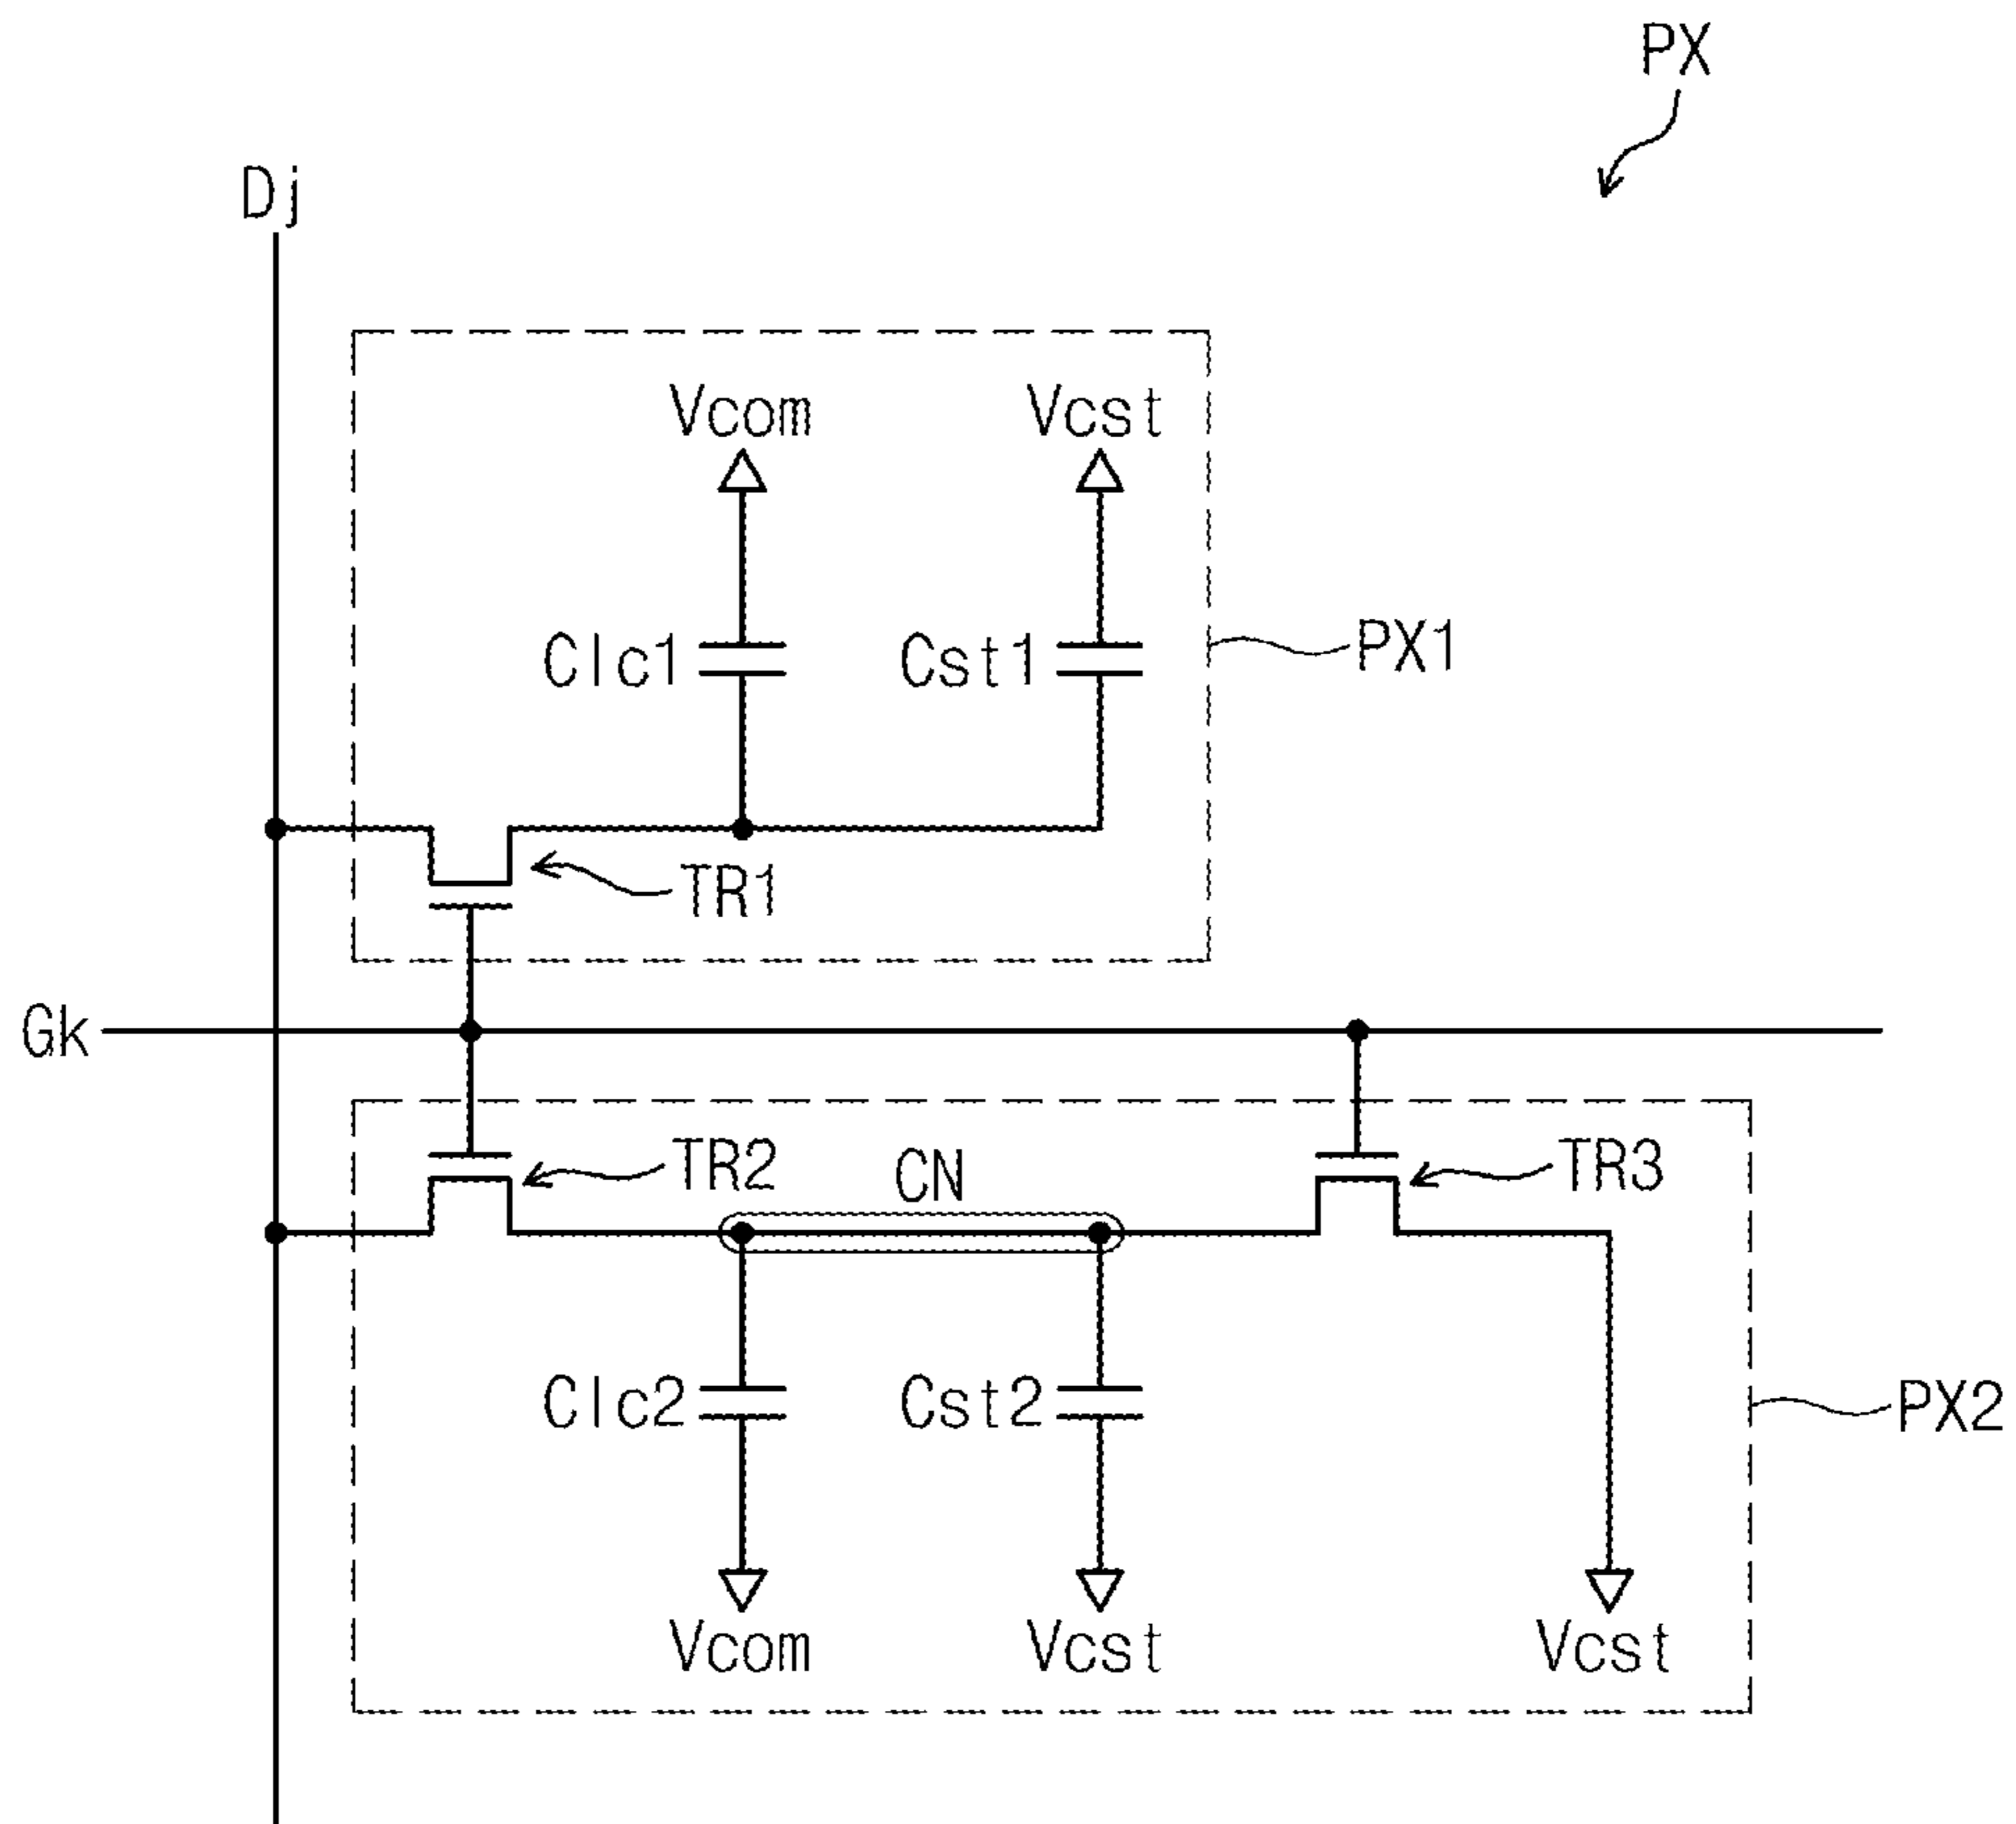 PX
Dj
Vcom Vcst
Clc1 Cst1 PX1
TR1
Gk
TR2 CN TR3
Clc2 Cst2 PX2
Vcom Vcst Vcst